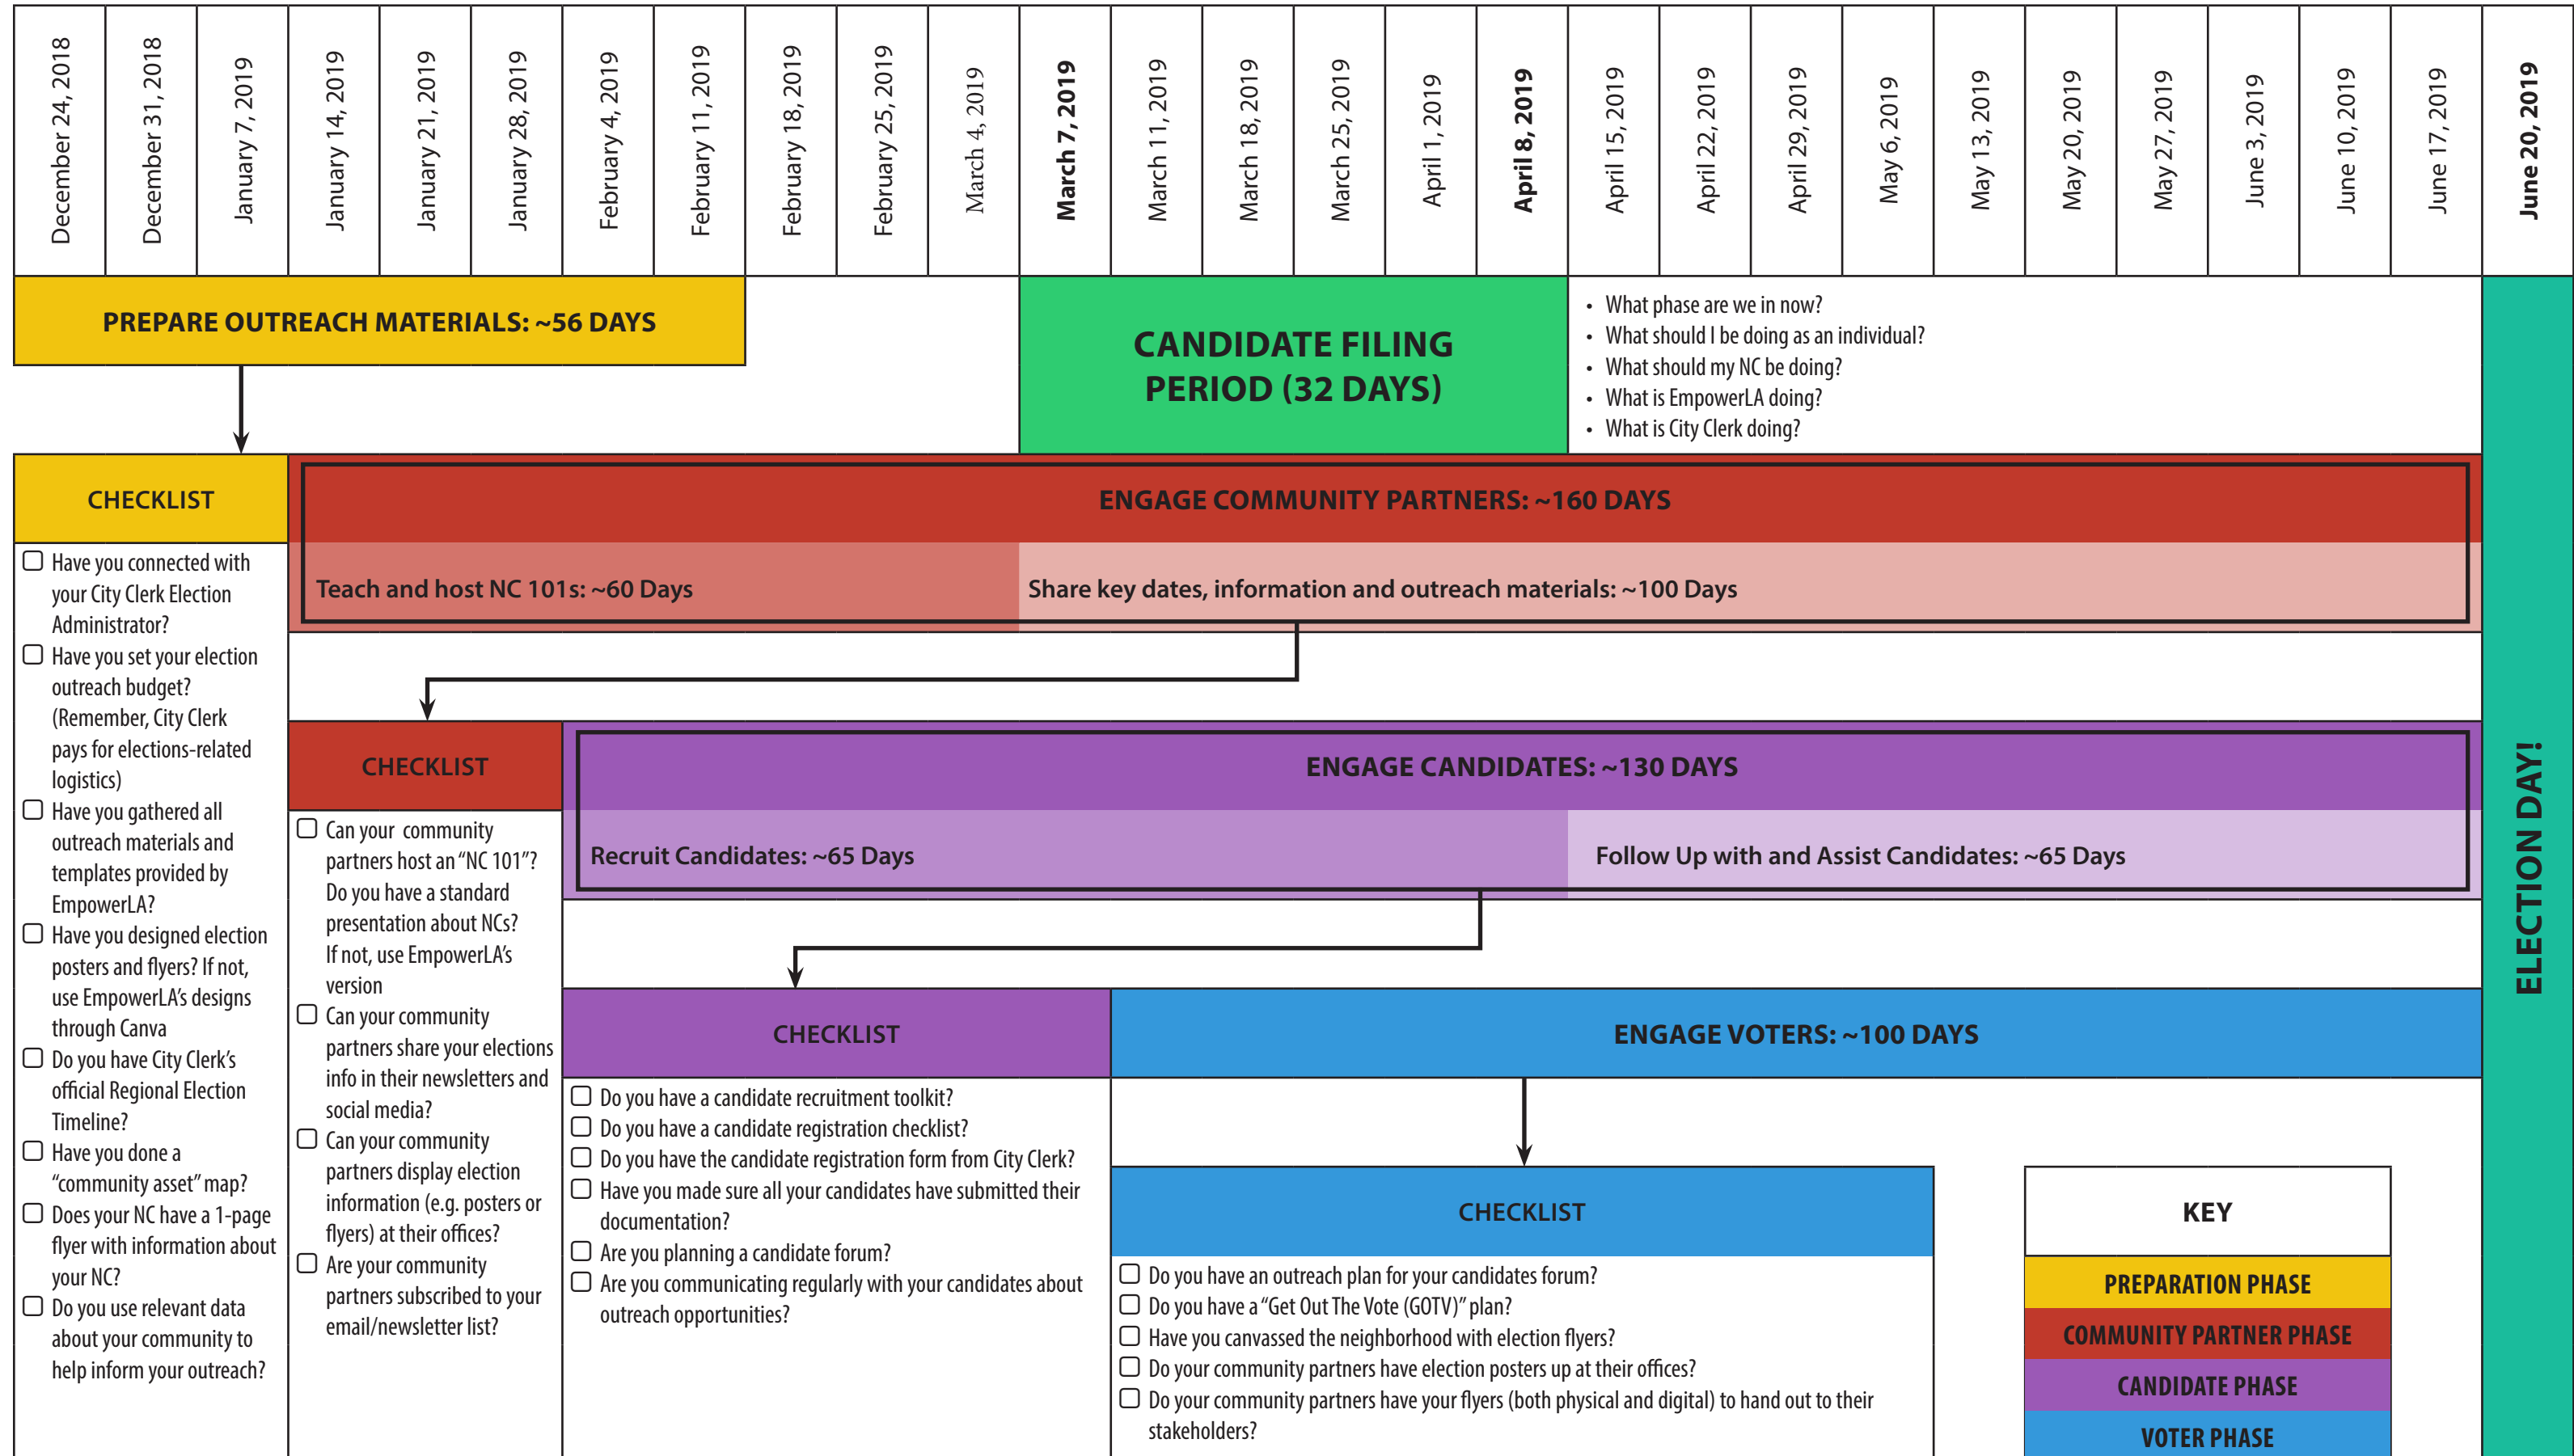 December 24, 2018
December 31, 2018
January 7, 2019
January 14, 2019
January 21, 2019
January 28, 2019
February 4, 2019
February 11, 2019
February 18, 2019
February 25, 2019
March 4, 2019
March 7, 2019
March 11, 2019
March 18, 2019
March 25, 2019
April 1, 2019
April 8, 2019
April 15, 2019
April 22, 2019
April 29, 2019
May 6, 2019
May 13, 2019
May 20, 2019
May 27, 2019
June 3, 2019
June 10, 2019
June 17, 2019
June 20, 2019
PREPARE OUTREACH MATERIALS: ~56 DAYS
CANDIDATE FILING
PERIOD (32 DAYS)
• What phase are we in now?
• What should I be doing as an individual?
• What should my NC be doing?
• What is EmpowerLA doing?
• What is City Clerk doing?
CHECKLIST
Have you connected with
your City Clerk Election
Administrator?
Have you set your election
outreach budget?
(Remember, City Clerk
pays for elections-related
logistics)
Have you gathered all
outreach materials and
templates provided by
EmpowerLA?
Have you designed election
posters and flyers? If not,
use EmpowerLA's designs
through Canva
Do you have City Clerk's
official Regional Election
Timeline?
Have you done a
“community asset” map?
Does your NC have a 1-page
flyer with information about
your NC?
Do you use relevant data
about your community to
help inform your outreach?
ENGAGE COMMUNITY PARTNERS: ~160 DAYS
Teach and host NC 101s: ~60 Days
Share key dates, information and outreach materials: ~100 Days
CHECKLIST
Can your  community
partners host an “NC 101”?
Do you have a standard
presentation about NCs?
If not, use EmpowerLA's
version
Can your community
partners share your elections
info in their newsletters and
social media?
Can your community
partners display election
information (e.g. posters or
flyers) at their offices?
Are your community
partners subscribed to your
email/newsletter list?
ENGAGE CANDIDATES: ~130 DAYS
Recruit Candidates: ~65 Days
Follow Up with and Assist Candidates: ~65 Days
CHECKLIST
Do you have a candidate recruitment toolkit?
Do you have a candidate registration checklist?
Do you have the candidate registration form from City Clerk?
Have you made sure all your candidates have submitted their
documentation?
Are you planning a candidate forum?
Are you communicating regularly with your candidates about
outreach opportunities?
ENGAGE VOTERS: ~100 DAYS
CHECKLIST
Do you have an outreach plan for your candidates forum?
Do you have a “Get Out The Vote (GOTV)” plan?
Have you canvassed the neighborhood with election flyers?
Do your community partners have election posters up at their offices?
Do your community partners have your flyers (both physical and digital) to hand out to their
stakeholders?
KEY
PREPARATION PHASE
COMMUNITY PARTNER PHASE
CANDIDATE PHASE
VOTER PHASE
ELECTION DAY!